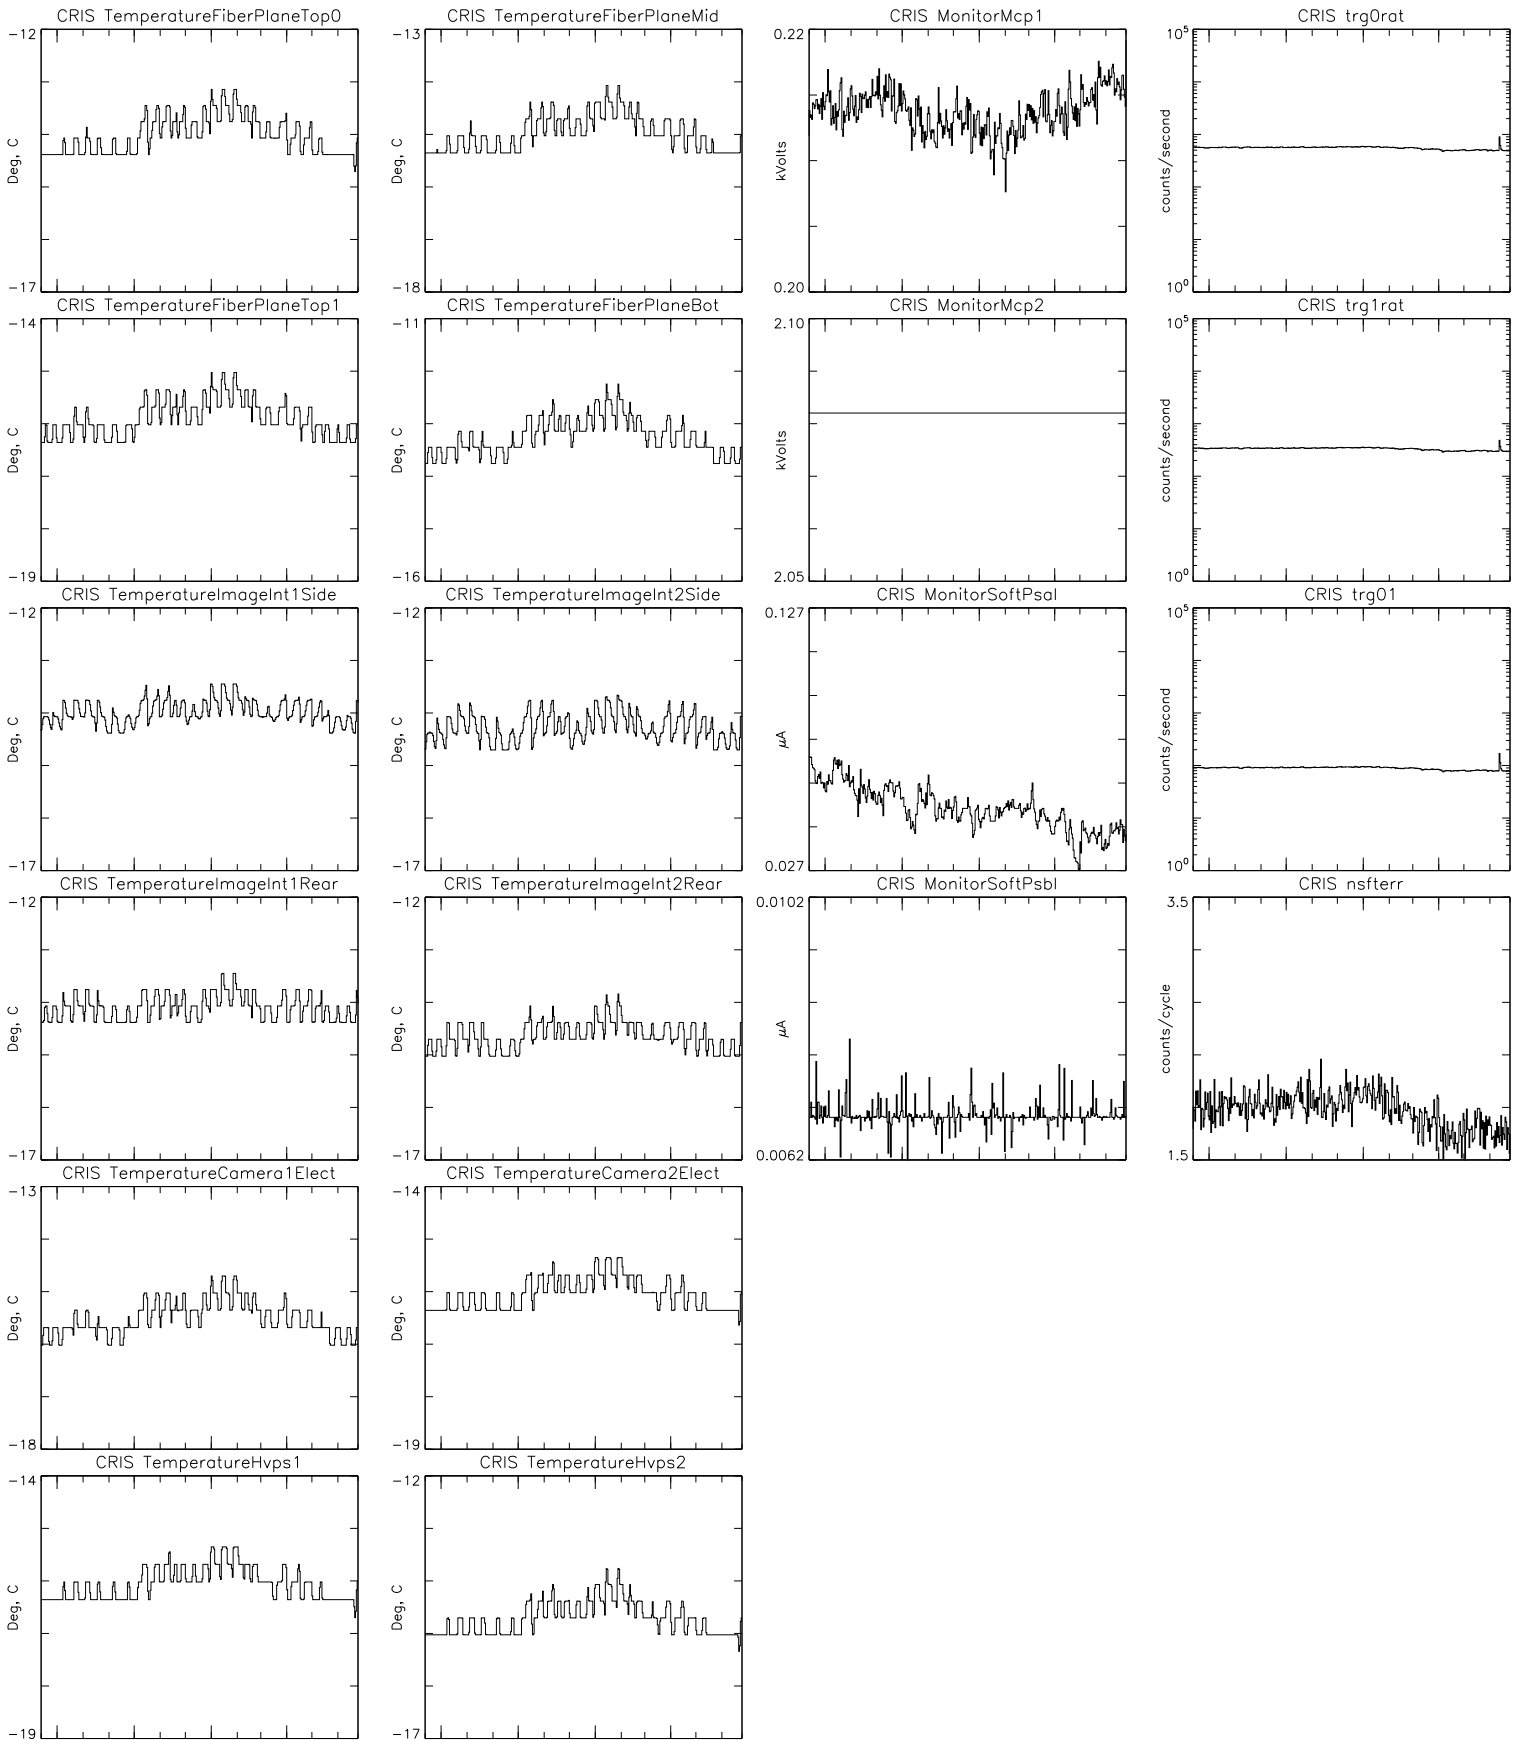 CRIS TemperatureFiberPlaneTop0
-12
Deg, C
-17
CRIS TemperatureFiberPlaneMid
-13
Deg, C
-18
CRIS MonitorMcp1
0.22
kVolts
0.20
CRIS trg0rat
10^5
counts/second
10^0
CRIS TemperatureFiberPlaneTop1
-14
Deg, C
-19
CRIS TemperatureFiberPlaneBot
-11
Deg, C
-16
CRIS MonitorMcp2
2.10
kVolts
2.05
CRIS trg1rat
10^5
counts/second
10^0
CRIS TemperatureImageInt1Side
-12
Deg, C
-17
CRIS TemperatureImageInt2Side
-12
Deg, C
-17
CRIS MonitorSoftPsaI
0.127
μA
0.027
CRIS trg01
10^5
counts/second
10^0
CRIS TemperatureImageInt1Rear
-12
Deg, C
-17
CRIS TemperatureImageInt2Rear
-12
Deg, C
-17
CRIS MonitorSoftPsbI
0.0102
μA
0.0062
CRIS nsfterr
3.5
counts/cycle
1.5
CRIS TemperatureCamera1Elect
-13
Deg, C
-18
CRIS TemperatureCamera2Elect
-14
Deg, C
-19
CRIS TemperatureHvps1
-14
Deg, C
-19
CRIS TemperatureHvps2
-12
Deg, C
-17